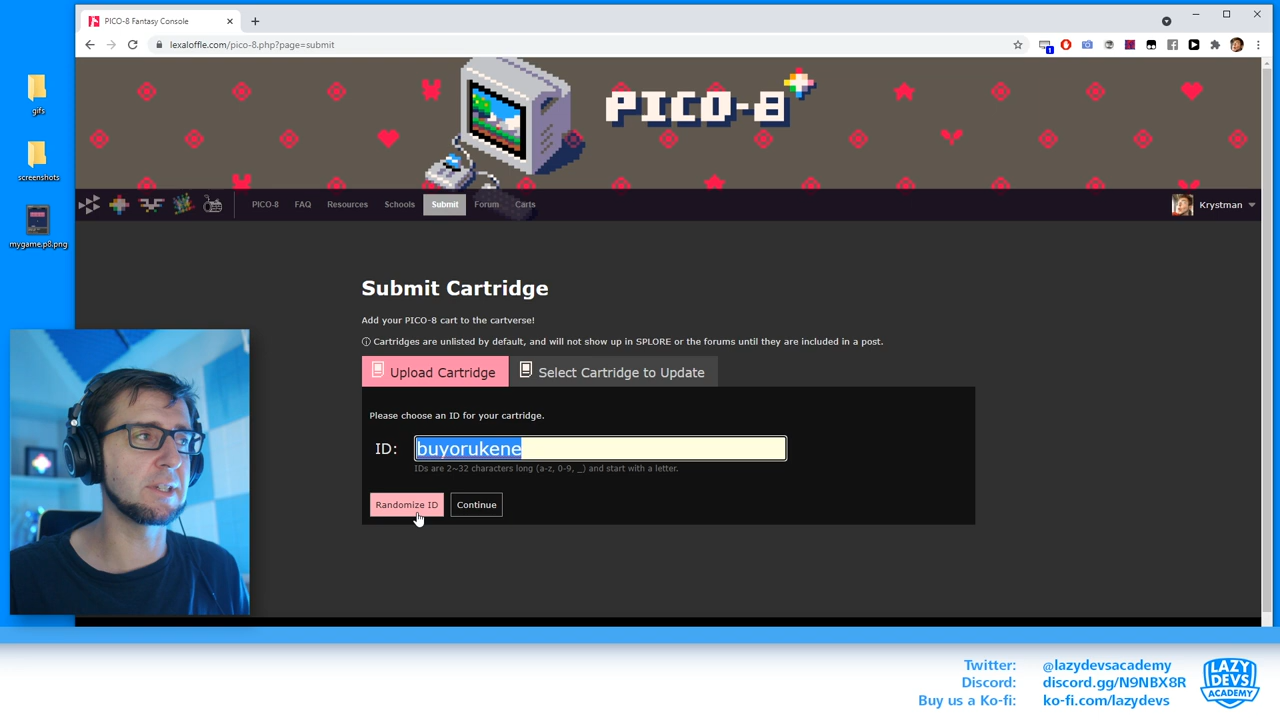 PICO-8 Fantasy Console
lexaloffle.com/pico-8.php?page=submit
1
gifs
screenshots
mygame.p8.png
PICO-8
PICO-8
FAQ
Resources
Schools
Submit
Forum
Carts
Krystman
Submit Cartridge
Add your PICO-8 cart to the cartverse!
Cartridges are unlisted by default, and will not show up in SPLORE or the forums until they are included in a post.
Upload Cartridge
Select Cartridge to Update
Please choose an ID for your cartridge.
ID: buyorukene
IDs are 2~32 characters long (a-z, 0-9, _) and start with a letter.
Randomize ID
Continue
Twitter: @lazydevsacademy
Discord: discord.gg/N9NBX8R
Buy us a Ko-fi: ko-fi.com/lazydevs
LAZY
DEVS
ACADEMY